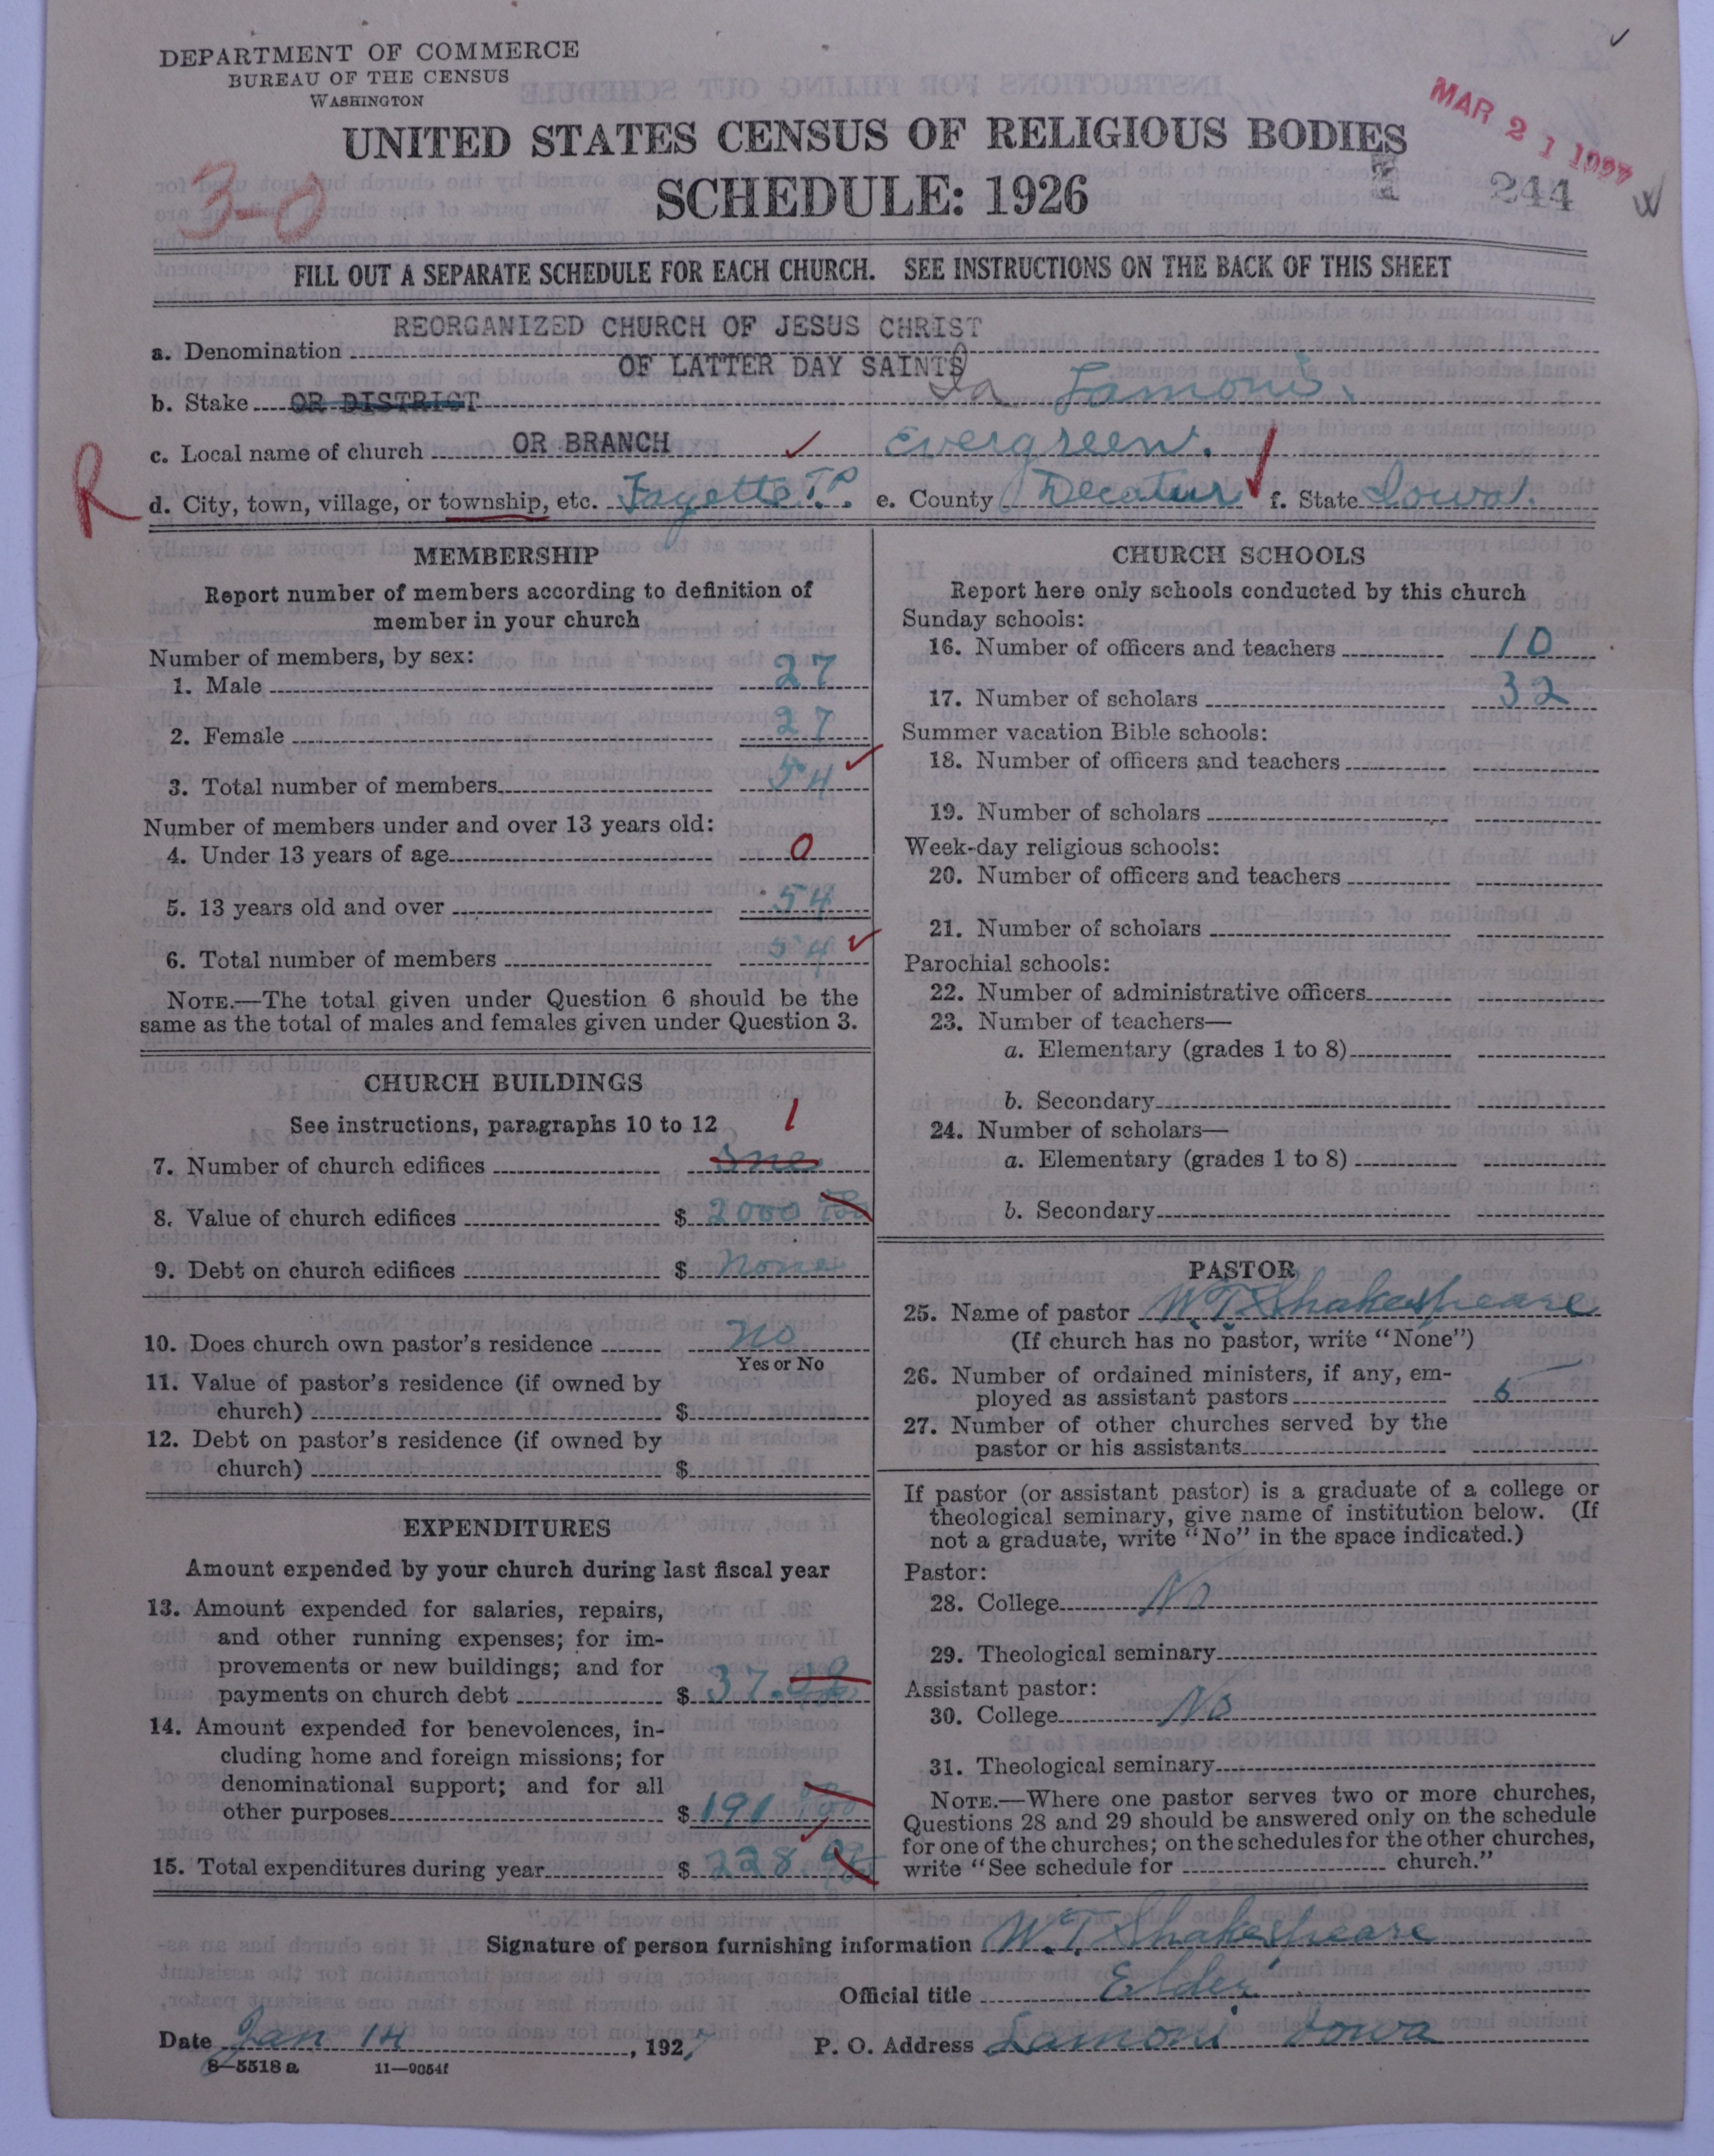 DEPARTMENT OF COMMERCE
BUREAU OF THE CENSUS
WASHINGTON
UNITED STATES CENSUS OF RELIGIOUS BODIES
SCHEDULE: 1926
MAR 21 1927
244
3-0
FILL OUT A SEPARATE SCHEDULE FOR EACH CHURCH. SEE INSTRUCTIONS ON THE BACK OF THIS SHEET
REORGANIZED CHURCH OF JESUS CHRIST
a. Denomination
OF LATTER DAY SAINTS
b. Stake OR DISTRICT Ia Lamoni.
c. Local name of church OR BRANCH Evergreen.
R
d. City, town, village, or township, etc. Fayette TP. e. County Decatur f. State Iowa.
MEMBERSHIP
Report number of members according to definition of
member in your church
Number of members, by sex:
1. Male 27
2. Female 27
3. Total number of members 54
Number of members under and over 13 years old:
4. Under 13 years of age 0
5. 13 years old and over 54
6. Total number of members 54
NOTE.—The total given under Question 6 should be the
same as the total of males and females given under Question 3.
CHURCH BUILDINGS
See instructions, paragraphs 10 to 12 1
7. Number of church edifices one
8. Value of church edifices $ 2000
9. Debt on church edifices $ None
10. Does church own pastor's residence No
Yes or No
11. Value of pastor's residence (if owned by
church) $
12. Debt on pastor's residence (if owned by
church) $
EXPENDITURES
Amount expended by your church during last fiscal year
13. Amount expended for salaries, repairs,
and other running expenses; for im-
provements or new buildings; and for
payments on church debt $ 37.
14. Amount expended for benevolences, in-
cluding home and foreign missions; for
denominational support; and for all
other purposes $ 191
15. Total expenditures during year $ 228.
CHURCH SCHOOLS
Report here only schools conducted by this church
Sunday schools:
16. Number of officers and teachers 10
17. Number of scholars 32
Summer vacation Bible schools:
18. Number of officers and teachers
19. Number of scholars
Week-day religious schools:
20. Number of officers and teachers
21. Number of scholars
Parochial schools:
22. Number of administrative officers
23. Number of teachers—
a. Elementary (grades 1 to 8)
b. Secondary
24. Number of scholars—
a. Elementary (grades 1 to 8)
b. Secondary
PASTOR
25. Name of pastor W.T. Shakespeare
(If church has no pastor, write "None")
26. Number of ordained ministers, if any, em-
ployed as assistant pastors
27. Number of other churches served by the
pastor or his assistants
If pastor (or assistant pastor) is a graduate of a college or
theological seminary, give name of institution below. (If
not a graduate, write "No" in the space indicated.)
Pastor:
28. College No
29. Theological seminary
Assistant pastor:
30. College No
31. Theological seminary
NOTE.—Where one pastor serves two or more churches,
Questions 28 and 29 should be answered only on the schedule
for one of the churches; on the schedules for the other churches,
write "See schedule for church."
Signature of person furnishing information W.T. Shakespeare
Official title Elder
Date Jan 14, 1927 P. O. Address Lamoni Iowa
8—5518a 11—9054f